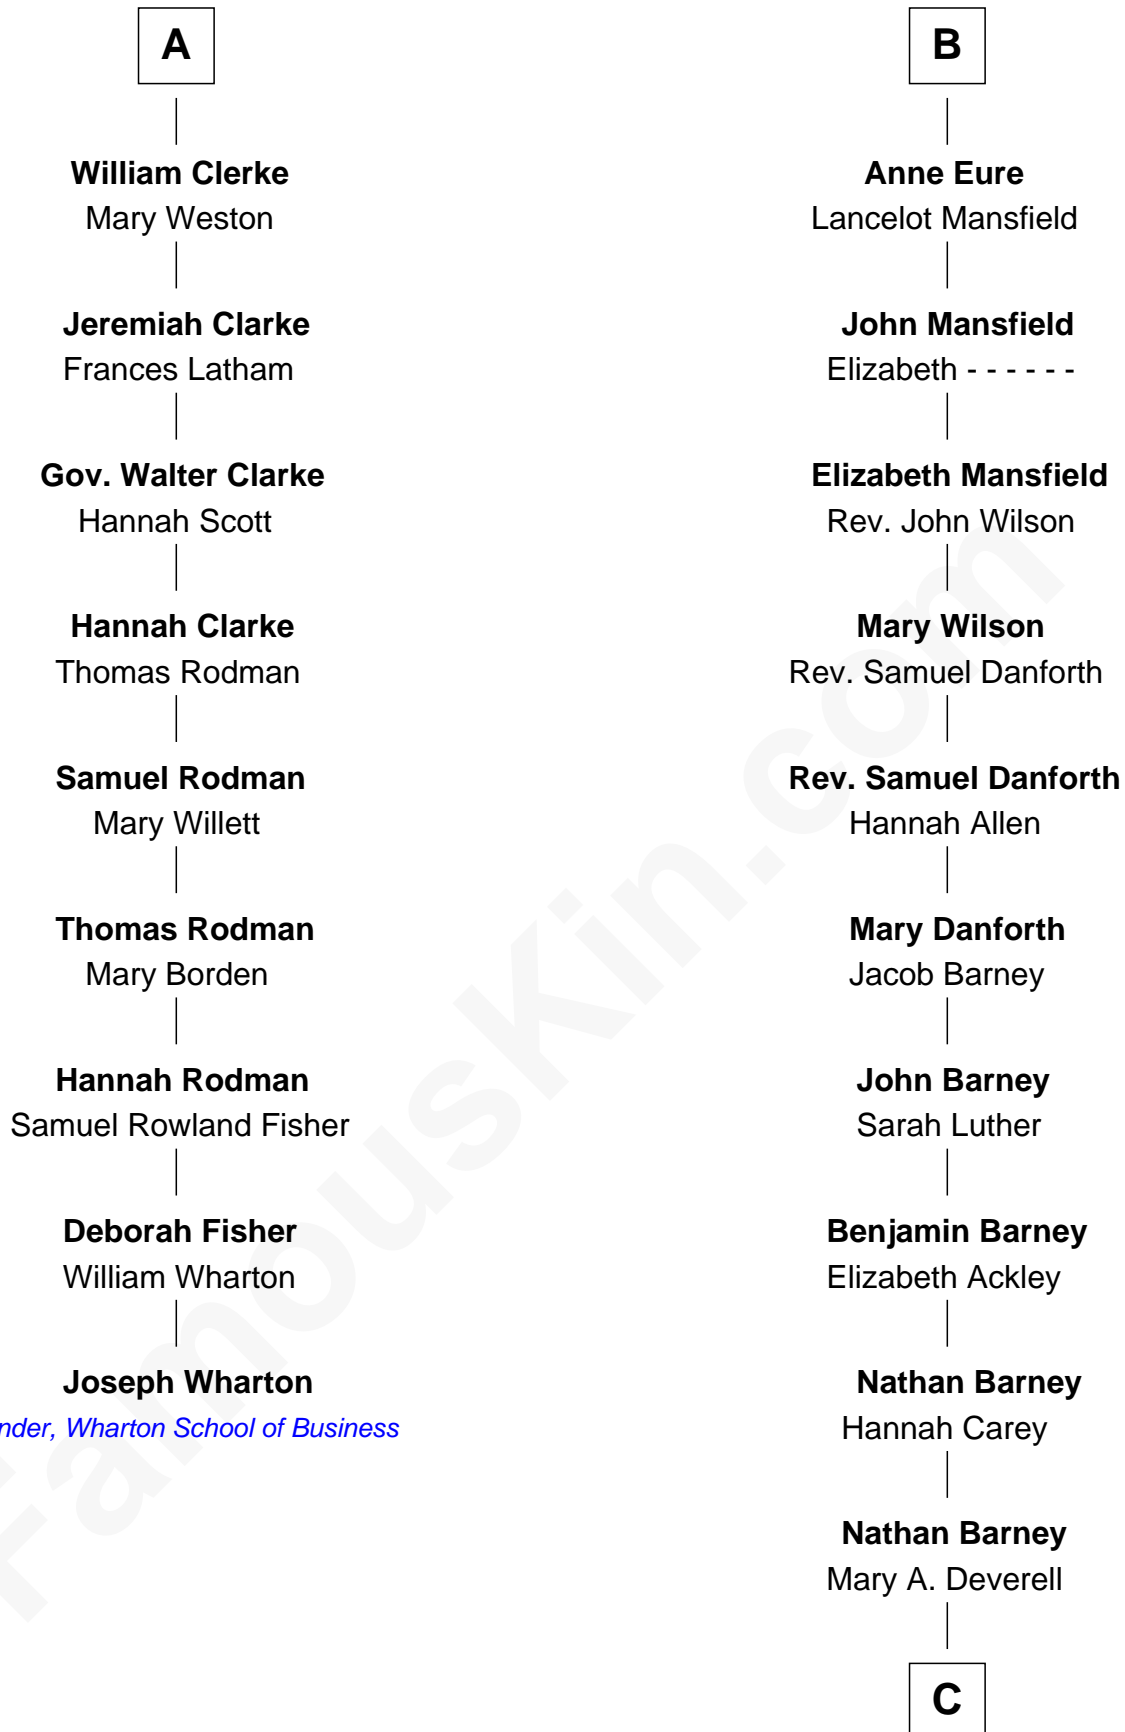 A
William Clerke
Mary Weston
Jeremiah Clarke
Frances Latham
Gov. Walter Clarke
Hannah Scott
Hannah Clarke
Thomas Rodman
Samuel Rodman
Mary Willett
Thomas Rodman
Mary Borden
Hannah Rodman
Samuel Rowland Fisher
Deborah Fisher
William Wharton
Joseph Wharton
nder, Wharton School of Business
B
Anne Eure
Lancelot Mansfield
John Mansfield
Elizabeth - - - - - -
Elizabeth Mansfield
Rev. John Wilson
Mary Wilson
Rev. Samuel Danforth
Rev. Samuel Danforth
Hannah Allen
Mary Danforth
Jacob Barney
John Barney
Sarah Luther
Benjamin Barney
Elizabeth Ackley
Nathan Barney
Hannah Carey
Nathan Barney
Mary A. Deverell
C
FamousKin.com